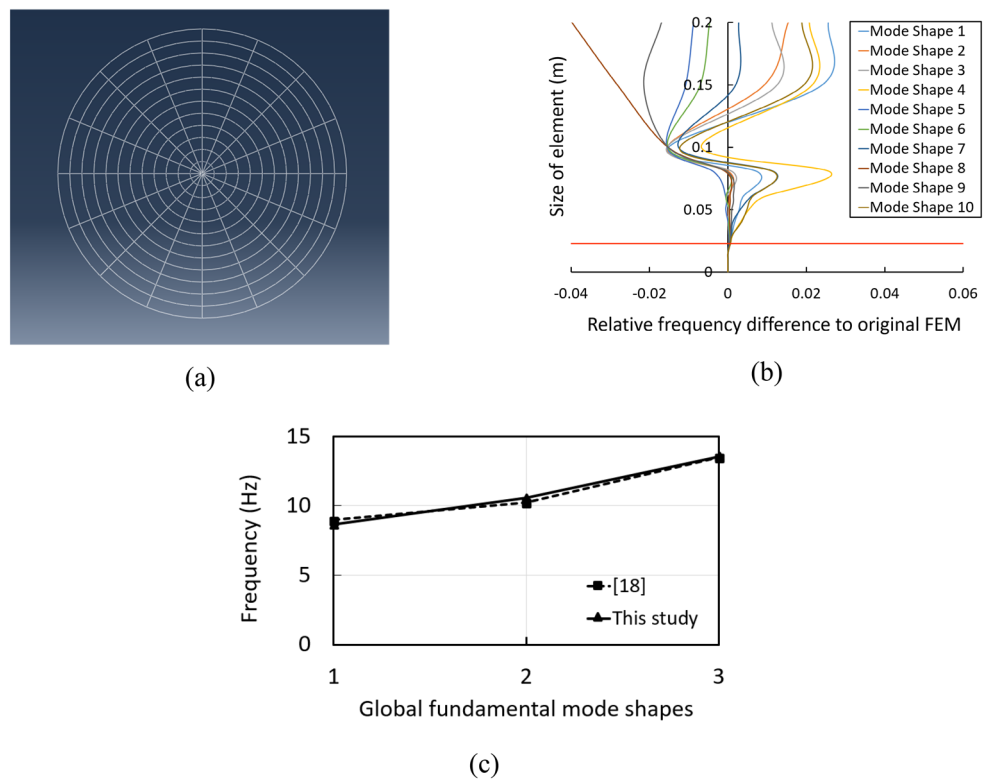 (a)
0.2
0.15
0.1
0.05
0
-0.04
-0.02
0
0.02
0.04
0.06
Size of element (m)
Relative frequency difference to original FEM
Mode Shape 1
Mode Shape 2
Mode Shape 3
Mode Shape 4
Mode Shape 5
Mode Shape 6
Mode Shape 7
Mode Shape 8
Mode Shape 9
Mode Shape 10
(b)
15
10
5
0
Frequency (Hz)
[18]
This study
1
2
3
Global fundamental mode shapes
(c)